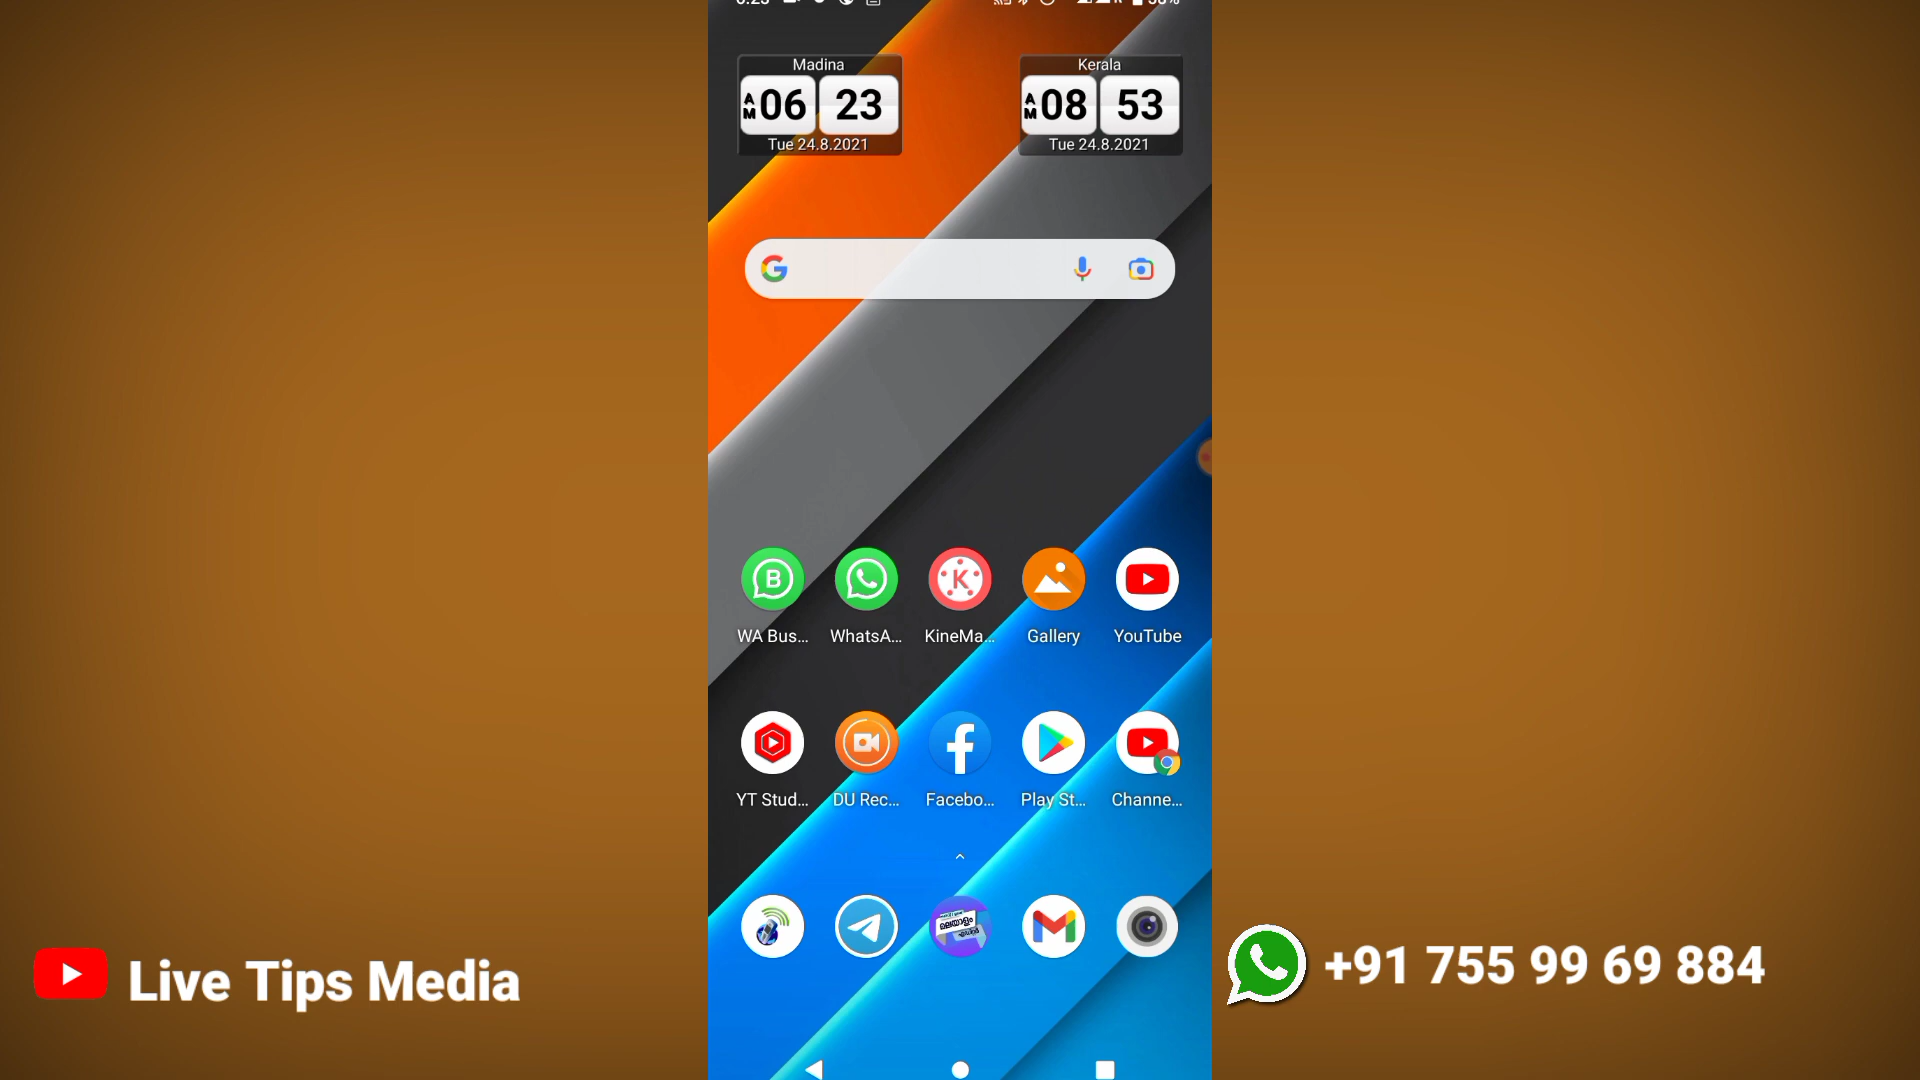 Madina
AM 06 23
Tue 24.8.2021
Kerala
AM 08 53
Tue 24.8.2021
WA Bus...
WhatsA...
KineMa...
Gallery
YouTube
YT Stud...
DU Rec...
Facebo...
Play St...
Channe...
മലയാളം
Live Tips Media
+91 755 99 69 884